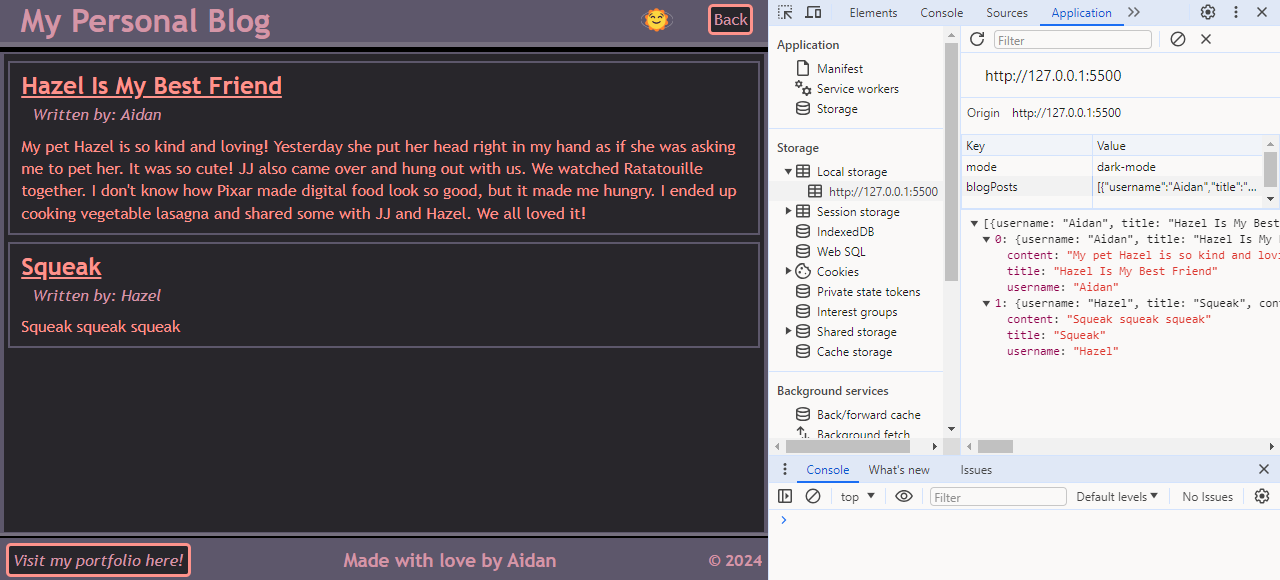 My Personal Blog
Back
Hazel Is My Best Friend
Written by: Aidan
My pet Hazel is so kind and loving! Yesterday she put her head right in my hand as if she was asking
me to pet her. It was so cute! JJ also came over and hung out with us. We watched Ratatouille
together. I don't know how Pixar made digital food look so good, but it made me hungry. I ended up
cooking vegetable lasagna and shared some with JJ and Hazel. We all loved it!
Squeak
Written by: Hazel
Squeak squeak squeak
Visit my portfolio here!
Made with love by Aidan
© 2024
Elements Console Sources Application
Application
Manifest
Service workers
Storage
Storage
Local storage
http://127.0.0.1:5500
Session storage
IndexedDB
Web SQL
Cookies
Private state tokens
Interest groups
Shared storage
Cache storage
Background services
Back/forward cache
Background fetch
Filter
http://127.0.0.1:5500
Origin http://127.0.0.1:5500
Key Value
mode dark-mode
blogPosts [{"username":"Aidan","title":"...
[{username: "Aidan", title: "Hazel Is My Best
0: {username: "Aidan", title: "Hazel Is My
content: "My pet Hazel is so kind and lovi
title: "Hazel Is My Best Friend"
username: "Aidan"
1: {username: "Hazel", title: "Squeak", con
content: "Squeak squeak squeak"
title: "Squeak"
username: "Hazel"
Console What's new Issues
top Filter Default levels No Issues